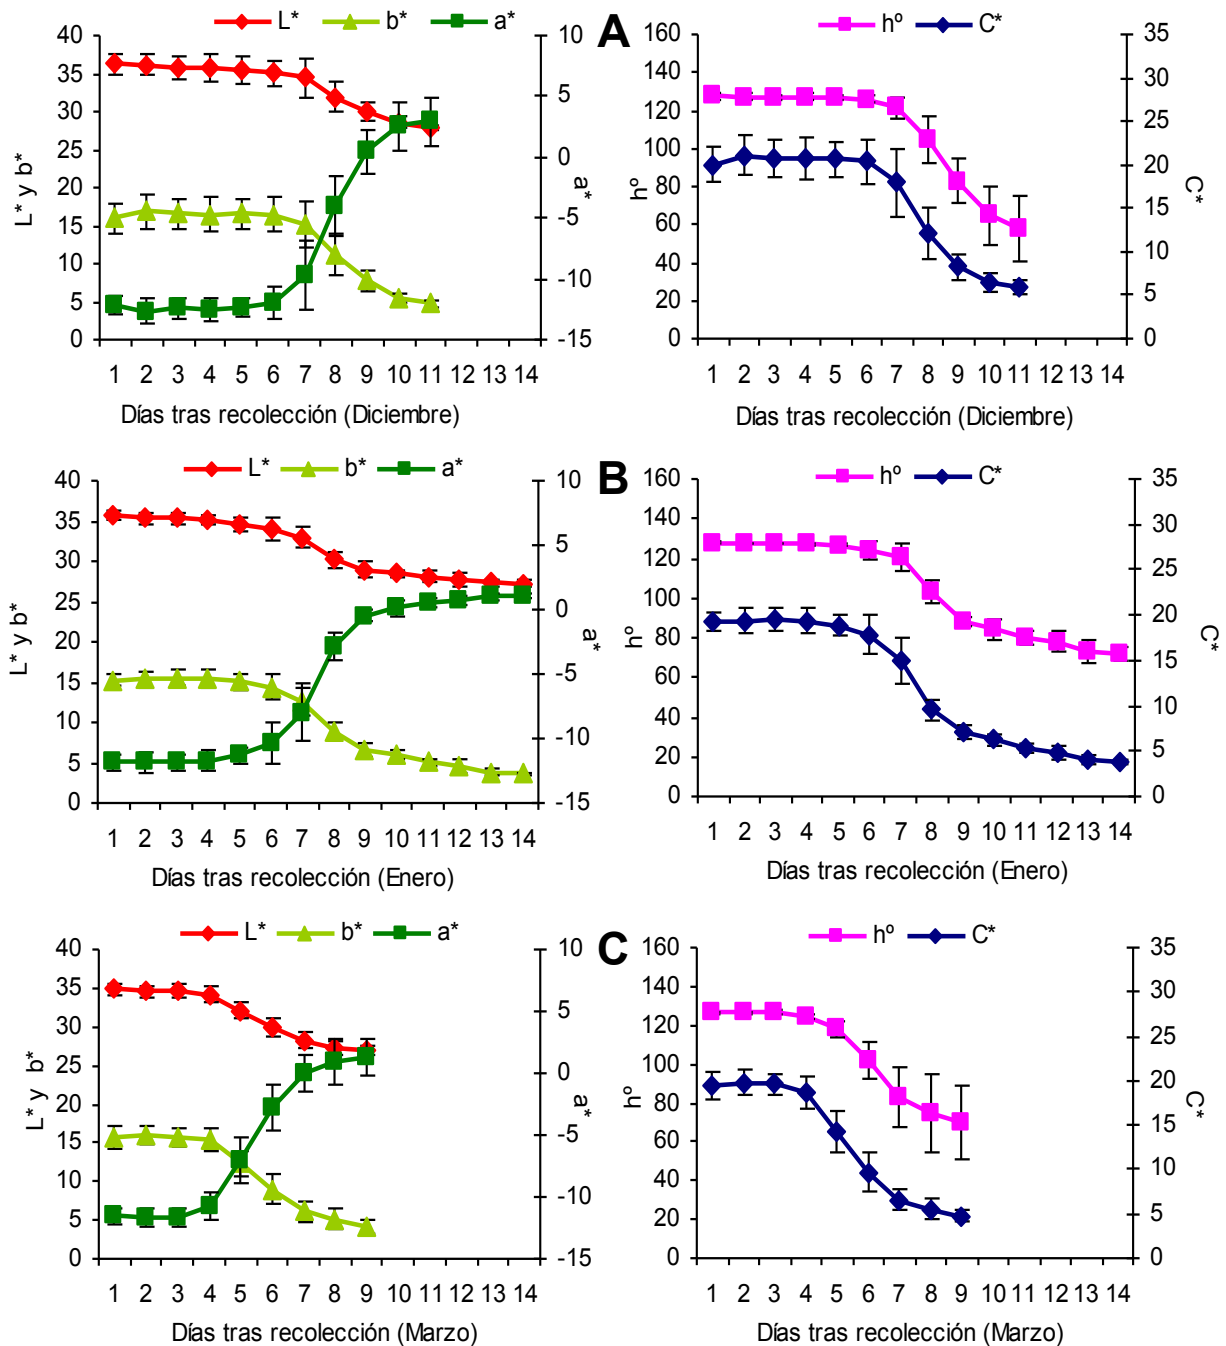 L* b* a*
A
h° C*
40 35 30 25 20 15 10 5 0
L* y b*
10 5 0 -5 -10 -15
a*
1 2 3 4 5 6 7 8 9 10 11 12 13 14
Días tras recolección (Diciembre)
160 140 120 100 80 60 40 20 0
hº
35 30 25 20 15 10 5 0
C*
1 2 3 4 5 6 7 8 9 10 11 12 13 14
Días tras recolección (Diciembre)
L* b* a*
B
hº C*
40 35 30 25 20 15 10 5 0
L* y b*
10 5 0 -5 -10 -15
a*
1 2 3 4 5 6 7 8 9 10 11 12 13 14
Días tras recolección (Enero)
160 140 120 100 80 60 40 20 0
hº
35 30 25 20 15 10 5 0
C*
1 2 3 4 5 6 7 8 9 10 11 12 13 14
Días tras recolección (Enero)
L* b* a*
C
hº C*
40 35 30 25 20 15 10 5 0
L* y b*
10 5 0 -5 -10 -15
a*
1 2 3 4 5 6 7 8 9 10 11 12 13 14
Días tras recolección (Marzo)
160 140 120 100 80 60 40 20 0
hº
35 30 25 20 15 10 5 0
C*
1 2 3 4 5 6 7 8 9 10 11 12 13 14
Días tras recolección (Marzo)